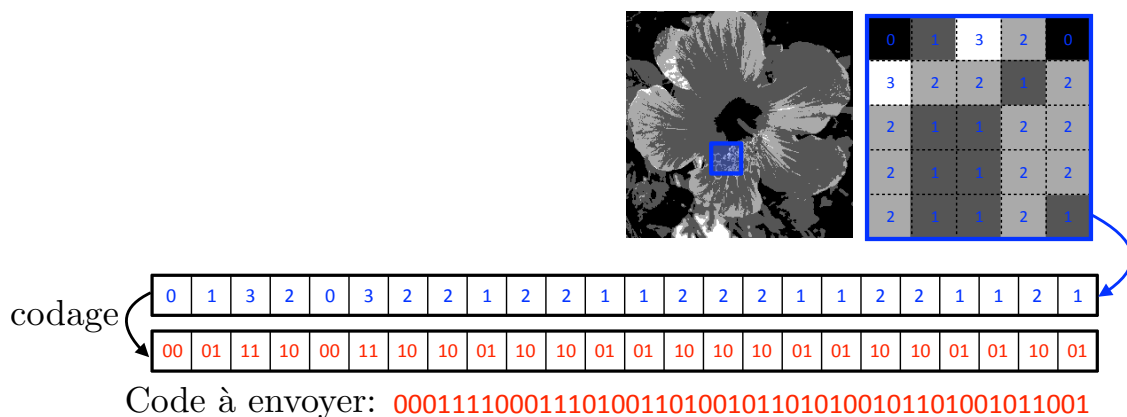 0 1 3 2 0
3 2 2 1 2
2 1 1 2 2
2 1 1 2 2
2 1 1 2 1
0 1 3 2 0 3 2 2 1 2 2 1 1 2 2 2 1 1 2 2 1 1 2 1
codage
00 01 11 10 00 11 10 10 01 10 10 01 01 10 10 10 01 01 10 10 01 01 10 01
Code à envoyer: 000111100011101001101001011010100101101001011001